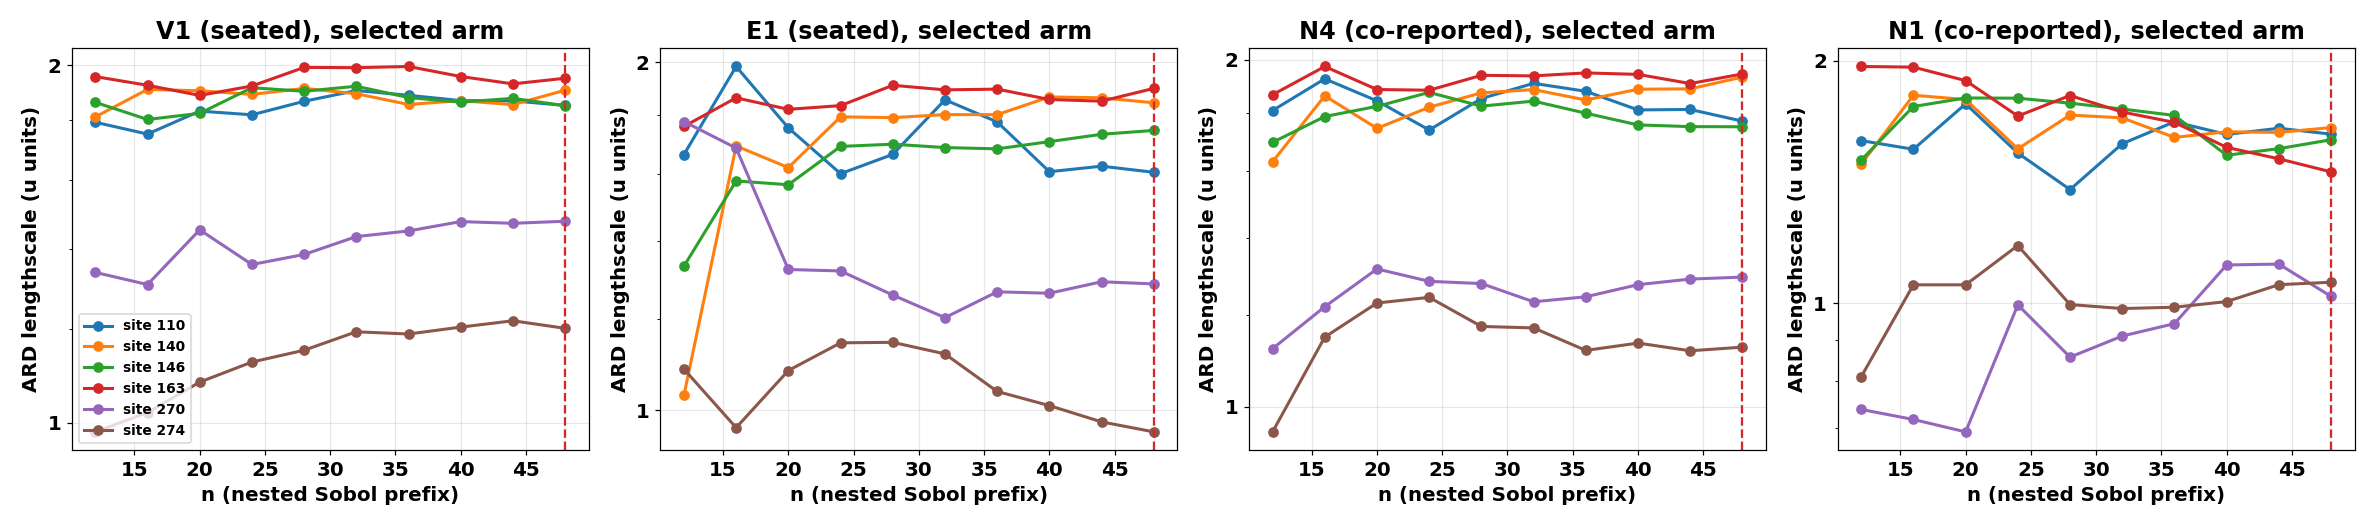 V1 (seated), selected arm
E1 (seated), selected arm
N4 (co-reported), selected arm
N1 (co-reported), selected arm
ARD lengthscale (u units)
2
1
site 110
site 140
site 146
site 163
site 270
site 274
15 20 25 30 35 40 45
n (nested Sobol prefix)
ARD lengthscale (u units)
2
1
15 20 25 30 35 40 45
n (nested Sobol prefix)
ARD lengthscale (u units)
2
1
15 20 25 30 35 40 45
n (nested Sobol prefix)
ARD lengthscale (u units)
2
1
15 20 25 30 35 40 45
n (nested Sobol prefix)